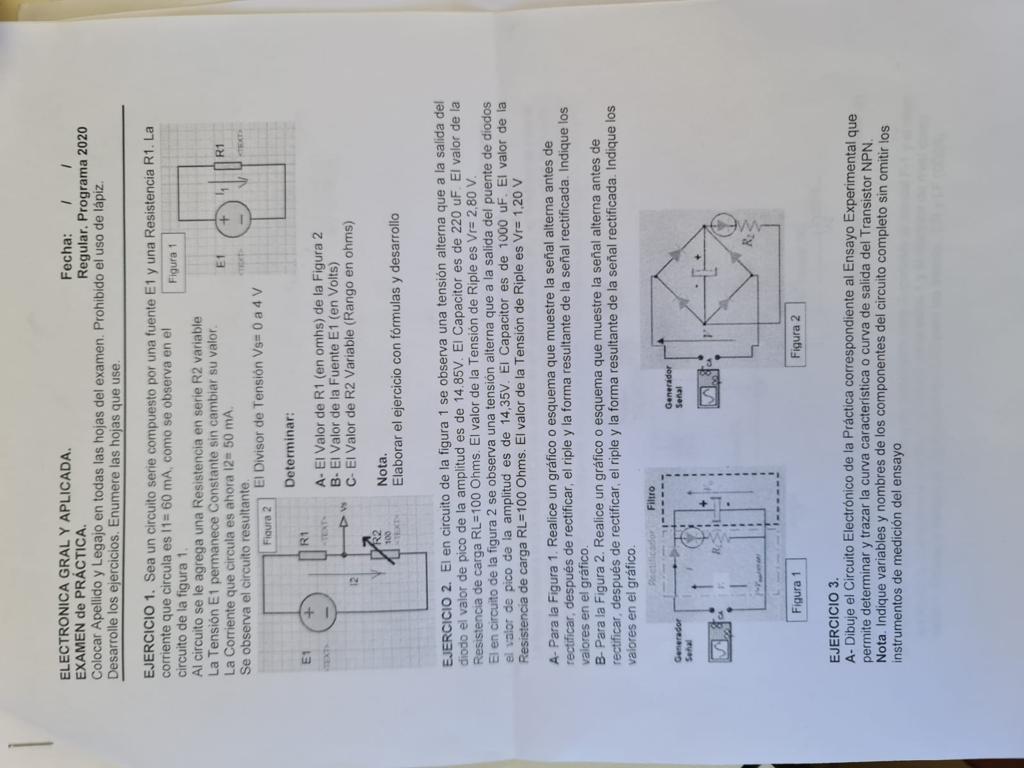 ELECTRONICA GRAL Y APLICADA.
Fecha: / /
EXAMEN de PRÁCTICA.
Regular. Programa 2020
Colocar Apellido y Legajo en todas las hojas del examen. Prohibido el uso de lápiz.
Desarrolle los ejercicios. Enumere las hojas que use.
EJERCICIO 1. Sea un circuito serie compuesto por una fuente E1 y una Resistencia R1. La
corriente que circula es I1= 60 mA, como se observa en el
circuito de la figura 1.
Al circuito se le agrega una Resistencia en serie R2 variable
La Tensión E1 permanece Constante sin cambiar su valor.
La Corriente que circula es ahora I2= 50 mA.
Se observa el circuito resultante.
Figura 1
E1
<TEXT>
I1
R1
<TEXT>
Figura 2
E1
<TEXT>
R1
<TEXT>
Vs
I2
R2
100
<TEXT>
El Divisor de Tensión Vs= 0 a 4 V
Determinar:
A- El Valor de R1 (en omhs) de la Figura 2
B- El Valor de la Fuente E1 (en Volts)
C- El Valor de R2 Variable (Rango en ohms)
Nota.
Elaborar el ejercicio con fórmulas y desarrollo
EJERCICIO 2. El en circuito de la figura 1 se observa una tensión alterna que a la salida del
diodo el valor de pico de la amplitud es de 14,85V. El Capacitor es de 220 uF. El valor de la
Resistencia de carga RL=100 Ohms. El valor de la Tensión de Riple es Vr= 2,80 V.
El en circuito de la figura 2 se observa una tensión alterna que a la salida del puente de diodos
el valor de pico de la amplitud es de 14,35V. El Capacitor es de 1000 uF. El valor de la
Resistencia de carga RL=100 Ohms. El valor de la Tensión de Riple es Vr= 1,20 V
A- Para la Figura 1. Realice un gráfico o esquema que muestre la señal alterna antes de
rectificar, después de rectificar, el riple y la forma resultante de la señal rectificada. Indique los
valores en el gráfico.
B- Para la Figura 2. Realice un gráfico o esquema que muestre la señal alterna antes de
rectificar, después de rectificar, el riple y la forma resultante de la señal rectificada. Indique los
valores en el gráfico.
Rectificador
Filtro
Generador
Señal
CA
+
-
Figura 1
Generador
Señal
CA
V
- +
RL
Figura 2
EJERCICIO 3.
A- Dibuje el Circuito Electrónico de la Práctica correspondiente al Ensayo Experimental que
permite determinar y trazar la curva característica o curva de salida del Transistor NPN.
Nota. Indique variables y nombres de los componentes del circuito completo sin omitir los
instrumentos de medición del ensayo